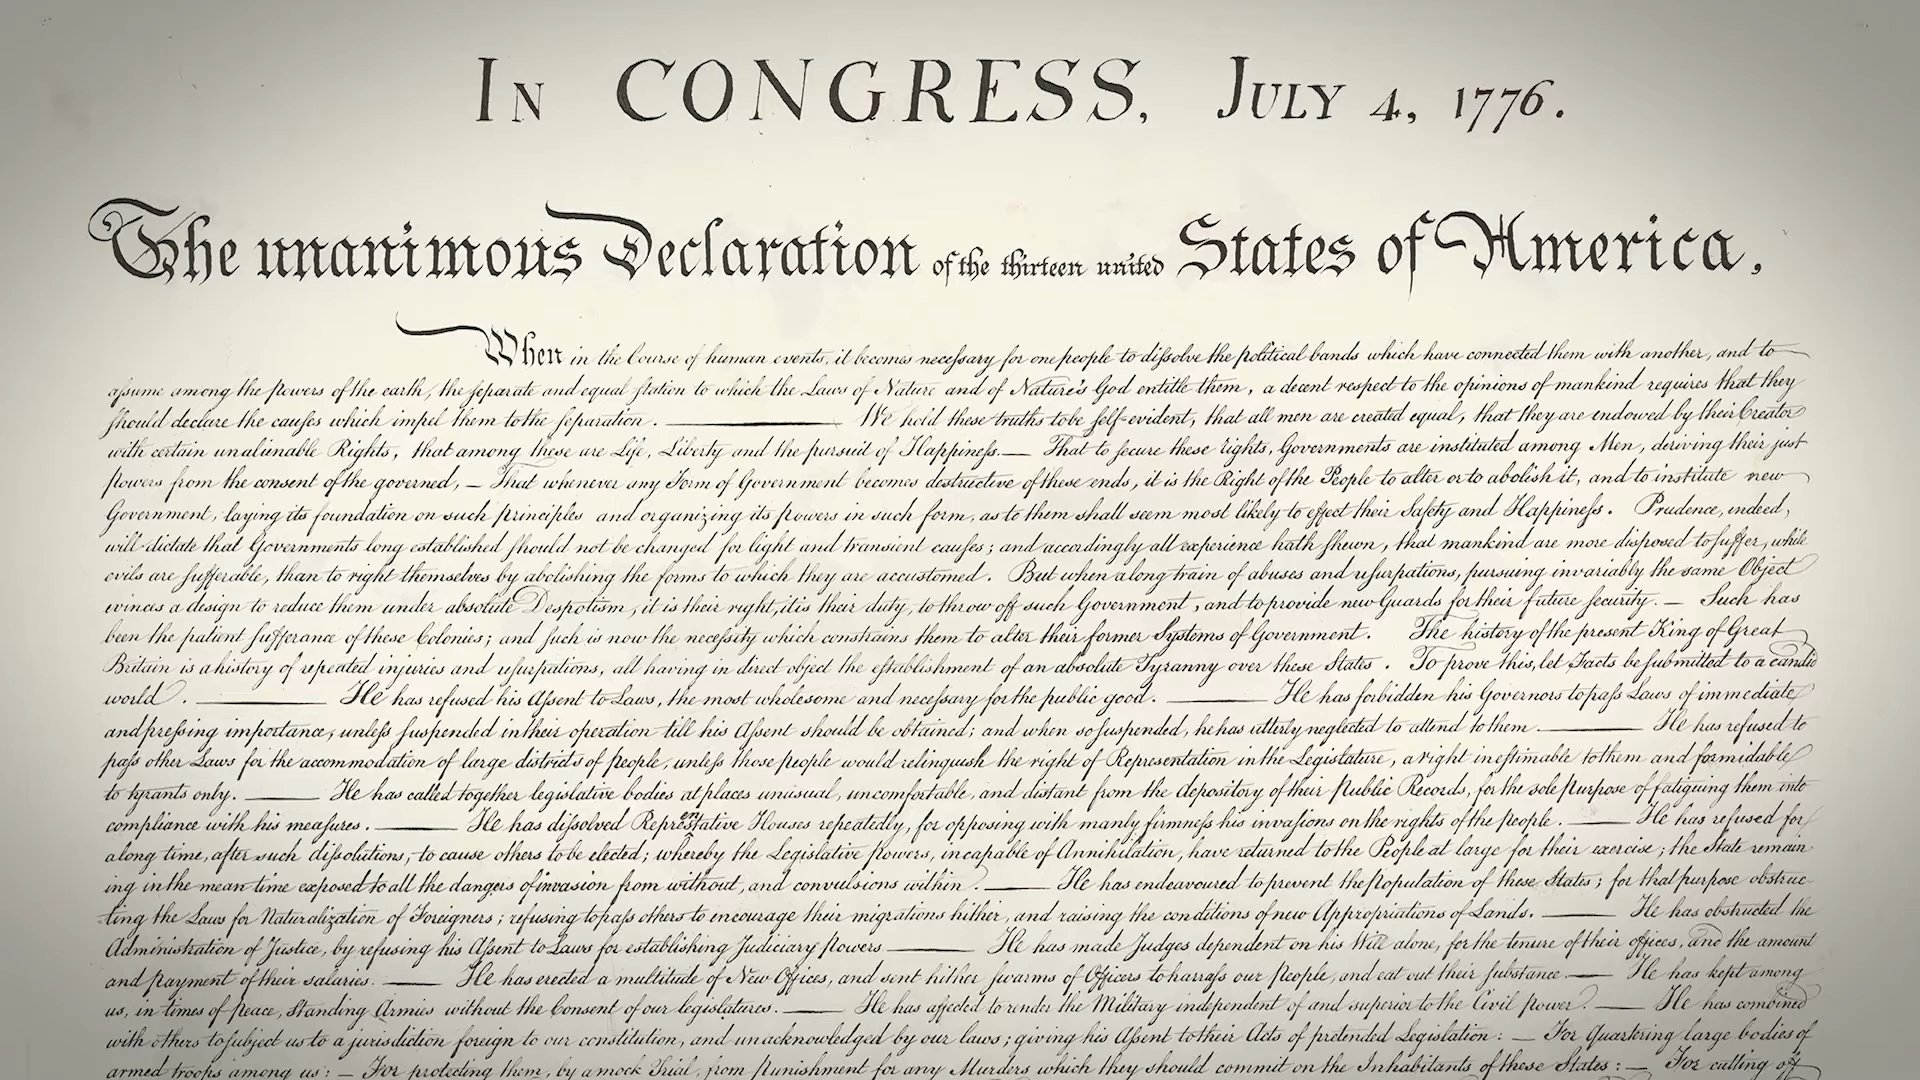 In CONGRESS, July 4, 1776.
The unanimous Declaration of the thirteen united States of America,
When in the Course of human events, it becomes necessary for one people to dissolve the political bands which have connected them with another, and to
assume among the powers of the earth, the separate and equal station to which the Laws of Nature and of Nature's God entitle them, a decent respect to the opinions of mankind requires that they
should declare the causes which impel them to the separation. ——— We hold these truths to be self-evident, that all men are created equal, that they are endowed by their Creator
with certain unalienable Rights, that among these are Life, Liberty and the pursuit of Happiness.— That to secure these rights, Governments are instituted among Men, deriving their just
powers from the consent of the governed, — That whenever any Form of Government becomes destructive of these ends, it is the Right of the People to alter or to abolish it, and to institute new
Government, laying its foundation on such principles and organizing its powers in such form, as to them shall seem most likely to effect their Safety and Happiness. Prudence, indeed,
will dictate that Governments long established should not be changed for light and transient causes; and accordingly all experience hath shewn, that mankind are more disposed to suffer, while
evils are sufferable, than to right themselves by abolishing the forms to which they are accustomed. But when a long train of abuses and usurpations, pursuing invariably the same Object
evinces a design to reduce them under absolute Despotism, it is their right, it is their duty, to throw off such Government, and to provide new Guards for their future security. — Such has
been the patient sufferance of these Colonies; and such is now the necessity which constrains them to alter their former Systems of Government. The history of the present King of Great
Britain is a history of repeated injuries and usurpations, all having in direct object the establishment of an absolute Tyranny over these States. To prove this, let Facts be submitted to a candid
world. ——— He has refused his Assent to Laws, the most wholesome and necessary for the public good. ——— He has forbidden his Governors to pass Laws of immediate
and pressing importance, unless suspended in their operation till his Assent should be obtained; and when so suspended, he has utterly neglected to attend to them. ——— He has refused to
pass other Laws for the accommodation of large districts of people, unless those people would relinquish the right of Representation in the Legislature, a right inestimable to them and formidable
to tyrants only. ——— He has called together legislative bodies at places unusual, uncomfortable, and distant from the depository of their Public Records, for the sole purpose of fatiguing them into
compliance with his measures. ——— He has dissolved Representative Houses repeatedly, for opposing with manly firmness his invasions on the rights of the people. ——— He has refused for
a long time, after such dissolutions, to cause others to be elected; whereby the Legislative powers, incapable of Annihilation, have returned to the People at large for their exercise; the State remain
ing in the mean time exposed to all the dangers of invasion from without, and convulsions within. ——— He has endeavoured to prevent the population of these States; for that purpose obstruc-
ting the Laws for Naturalization of Foreigners; refusing to pass others to encourage their migrations hither, and raising the conditions of new Appropriations of Lands. ——— He has obstructed the
Administration of Justice, by refusing his Assent to Laws for establishing Judiciary powers ——— He has made Judges dependent on his Will alone, for the tenure of their offices, and the amount
and payment of their salaries. ——— He has erected a multitude of New Offices, and sent hither swarms of Officers to harrass our people, and eat out their substance. ——— He has kept among
us, in times of peace, Standing Armies without the Consent of our legislatures. ——— He has affected to render the Military independent of and superior to the Civil power. ——— He has combined
with others to subject us to a jurisdiction foreign to our constitution, and unacknowledged by our laws; giving his Assent to their Acts of pretended Legislation: — For Quartering large bodies of
armed troops among us: — For protecting them, by a mock Trial, from Punishment for any Murders which they should commit on the Inhabitants of these States: — For cutting off